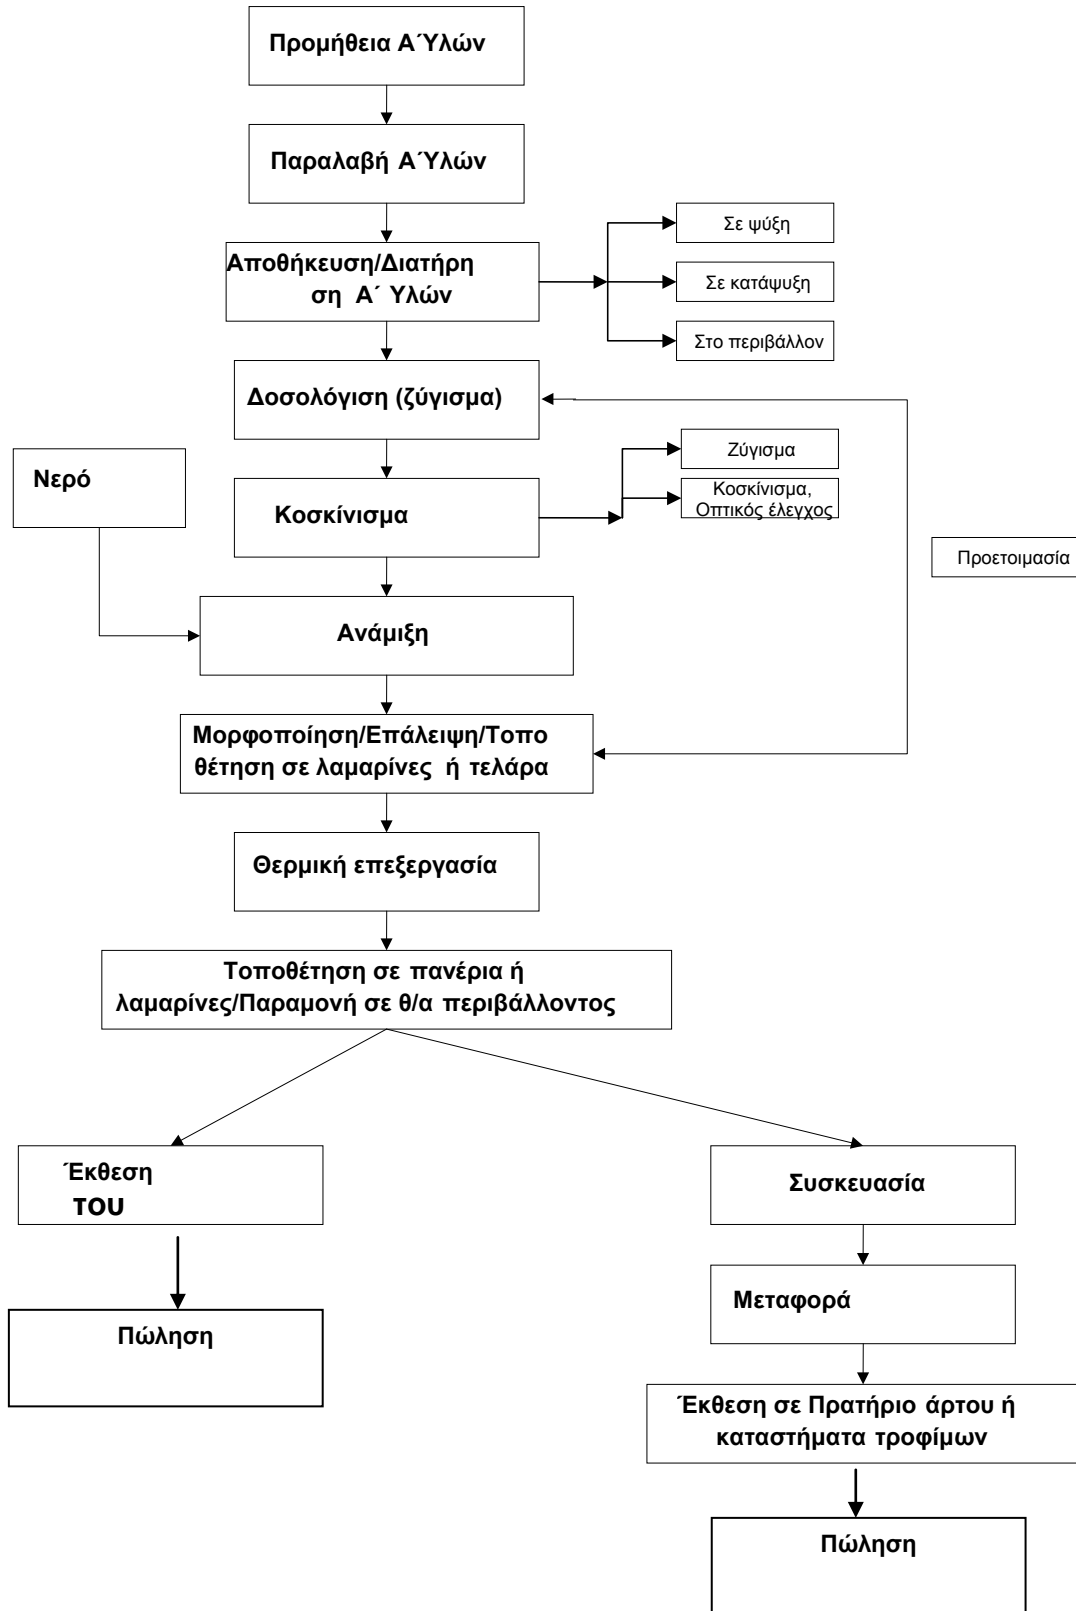 Προμήθεια Α΄Υλών
Παραλαβή Α΄Υλών
Αποθήκευση/Διατήρη
ση Α΄ Υλών
Σε ψύξη
Σε κατάψυξη
Στο περιβάλλον
Δοσολόγιση (ζύγισμα)
Νερό
Κοσκίνισμα
Ζύγισμα
Κοσκίνισμα,
Οπτικός έλεγχος
Προετοιμασία
Ανάμιξη
Μορφοποίηση/Επάλειψη/Τοπο
θέτηση σε λαμαρίνες ή τελάρα
Θερμική επεξεργασία
Τοποθέτηση σε πανέρια ή
λαμαρίνες/Παραμονή σε θ/α περιβάλλοντος
Έκθεση
του
Πώληση
Συσκευασία
Μεταφορά
Έκθεση σε Πρατήριο άρτου ή
καταστήματα τροφίμων
Πώληση